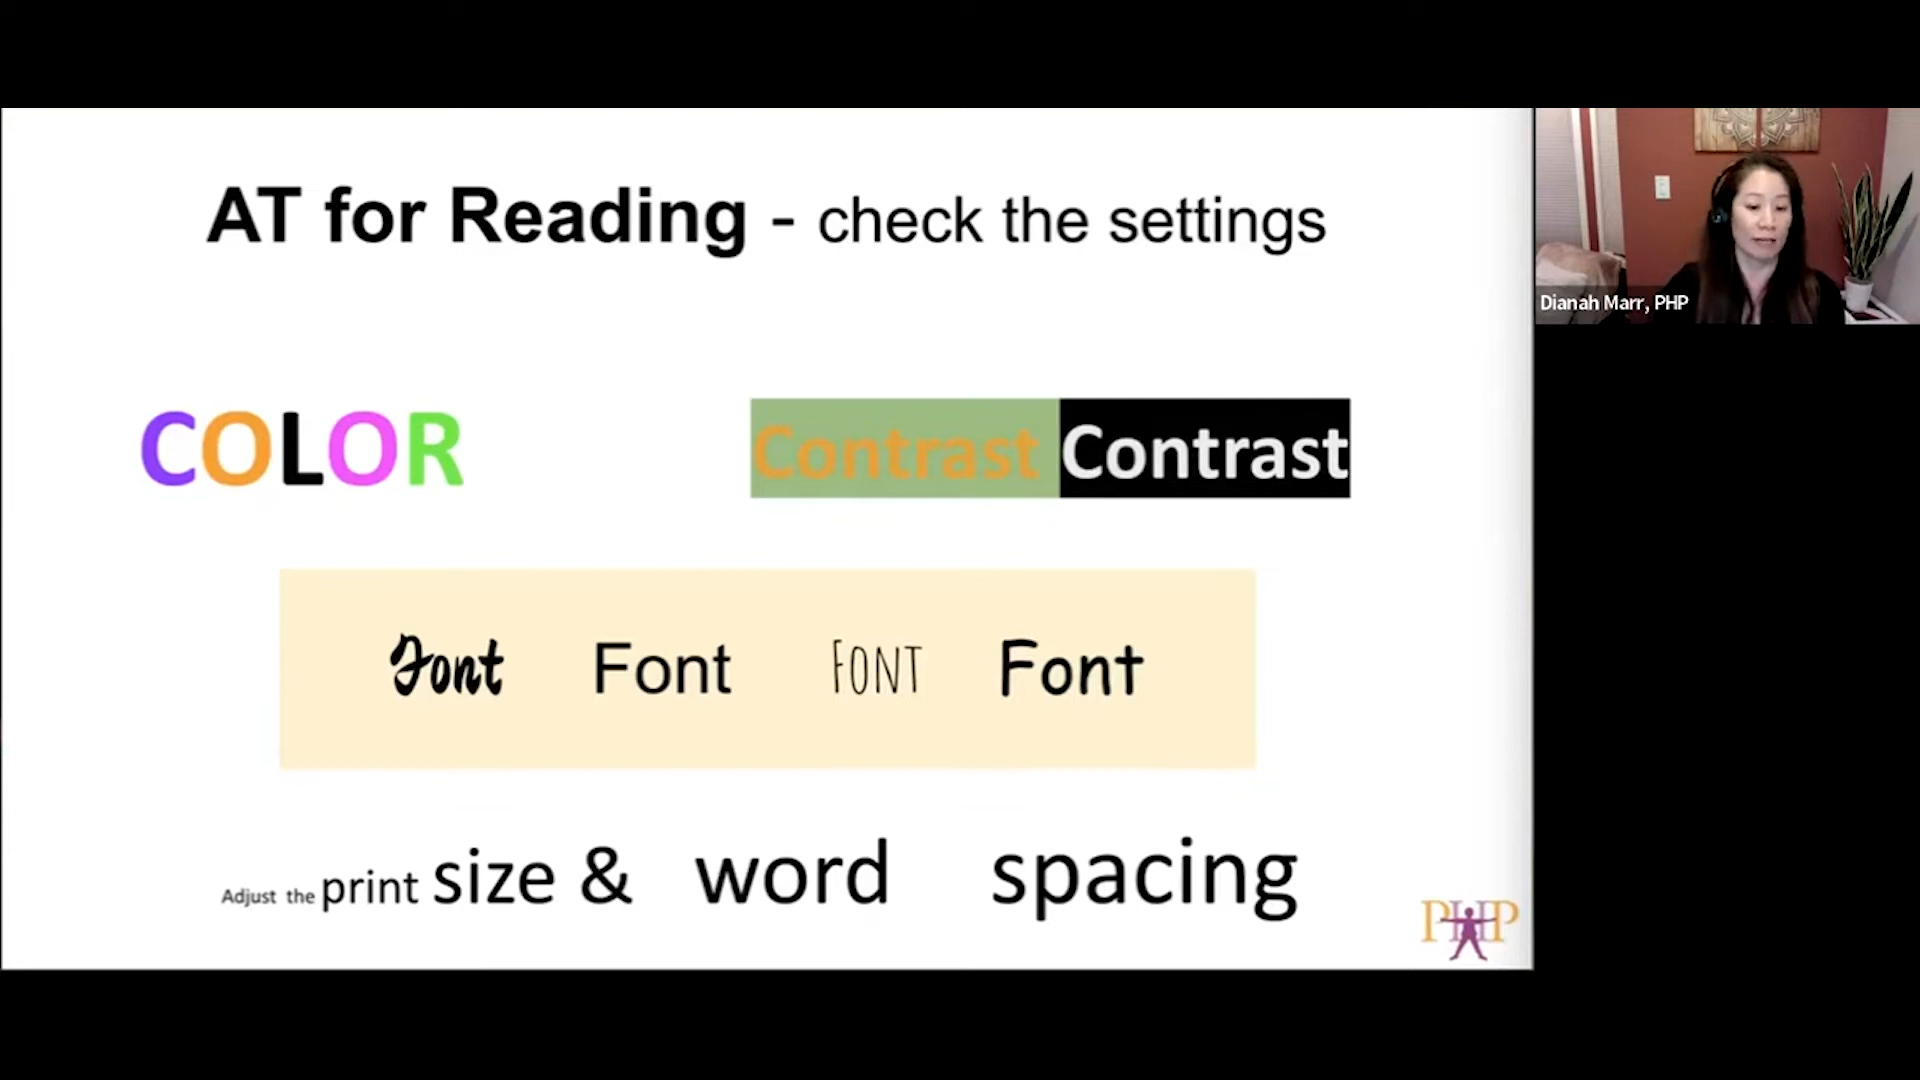 AT for Reading - check the settings
Dianah Marr, PHP
COLOR
Contrast Contrast
Font Font FONT Font
Adjust the print size & word spacing
PHP